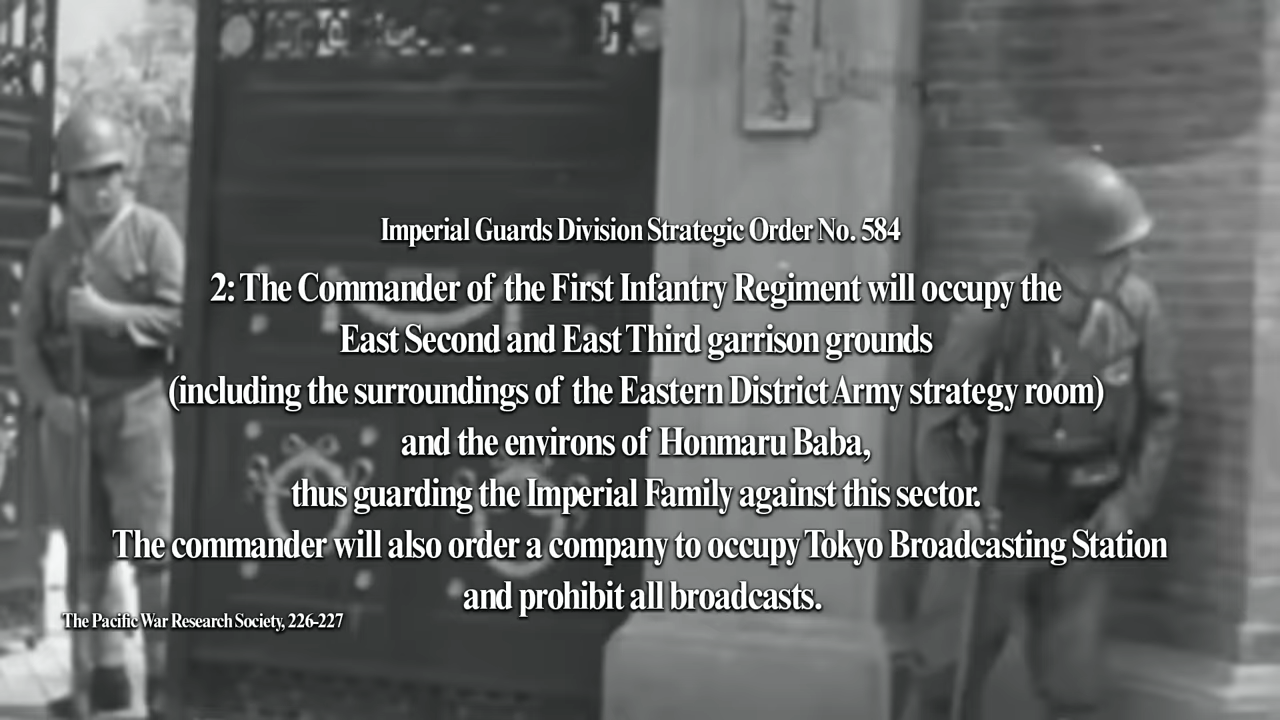 Imperial Guards Division Strategic Order No. 584
2: The Commander of the First Infantry Regiment will occupy the
East Second and East Third garrison grounds
(including the surroundings of the Eastern District Army strategy room)
and the environs of Honmaru Baba,
thus guarding the Imperial Family against this sector.
The commander will also order a company to occupy Tokyo Broadcasting Station
and prohibit all broadcasts.
The Pacific War Research Society, 226-227